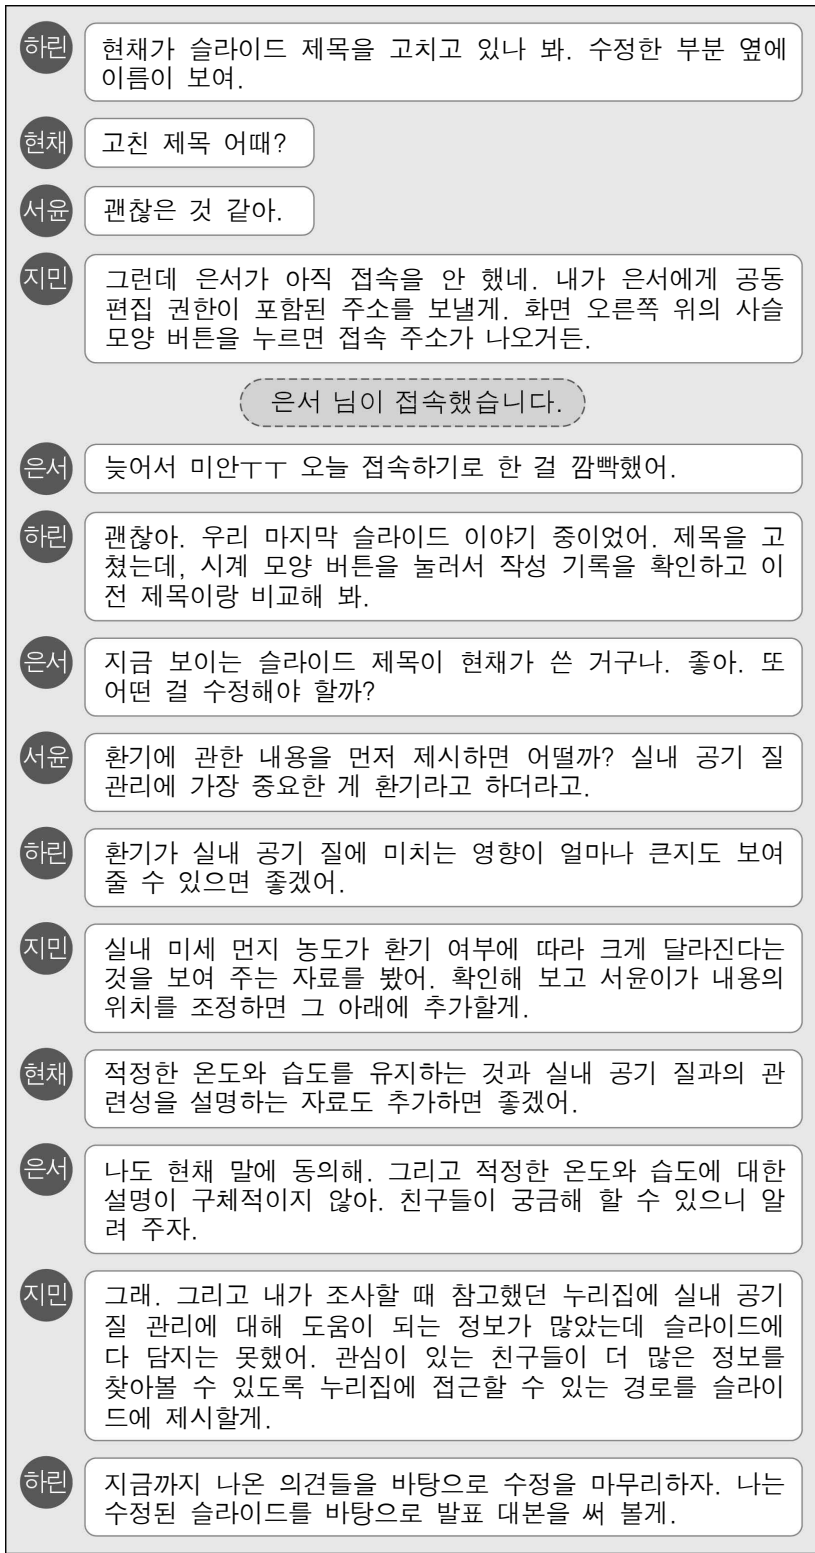 하린
현채가 슬라이드 제목을 고치고 있나 봐. 수정한 부분 옆에
이름이 보여.
현채
고친 제목 어때?
서윤
괜찮은 것 같아.
지민
그런데 은서가 아직 접속을 안 했네. 내가 은서에게 공동
편집 권한이 포함된 주소를 보낼게. 화면 오른쪽 위의 사슬
모양 버튼을 누르면 접속 주소가 나오거든.
은서 님이 접속했습니다.
은서
늦어서 미안ㅜㅜ 오늘 접속하기로 한 걸 깜빡했어.
하린
괜찮아. 우리 마지막 슬라이드 이야기 중이었어. 제목을 고
쳤는데, 시계 모양 버튼을 눌러서 작성 기록을 확인하고 이
전 제목이랑 비교해 봐.
은서
지금 보이는 슬라이드 제목이 현채가 쓴 거구나. 좋아. 또
어떤 걸 수정해야 할까?
서윤
환기에 관한 내용을 먼저 제시하면 어떨까? 실내 공기 질
관리에 가장 중요한 게 환기라고 하더라고.
하린
환기가 실내 공기 질에 미치는 영향이 얼마나 큰지도 보여
줄 수 있으면 좋겠어.
지민
실내 미세 먼지 농도가 환기 여부에 따라 크게 달라진다는
것을 보여 주는 자료를 봤어. 확인해 보고 서윤이가 내용의
위치를 조정하면 그 아래에 추가할게.
현채
적정한 온도와 습도를 유지하는 것과 실내 공기 질과의 관
련성을 설명하는 자료도 추가하면 좋겠어.
은서
나도 현채 말에 동의해. 그리고 적정한 온도와 습도에 대한
설명이 구체적이지 않아. 친구들이 궁금해 할 수 있으니 알
려 주자.
지민
그래. 그리고 내가 조사할 때 참고했던 누리집에 실내 공기
질 관리에 대해 도움이 되는 정보가 많았는데 슬라이드에
다 담지는 못했어. 관심이 있는 친구들이 더 많은 정보를
찾아볼 수 있도록 누리집에 접근할 수 있는 경로를 슬라이
드에 제시할게.
하린
지금까지 나온 의견들을 바탕으로 수정을 마무리하자. 나는
수정된 슬라이드를 바탕으로 발표 대본을 써 볼게.